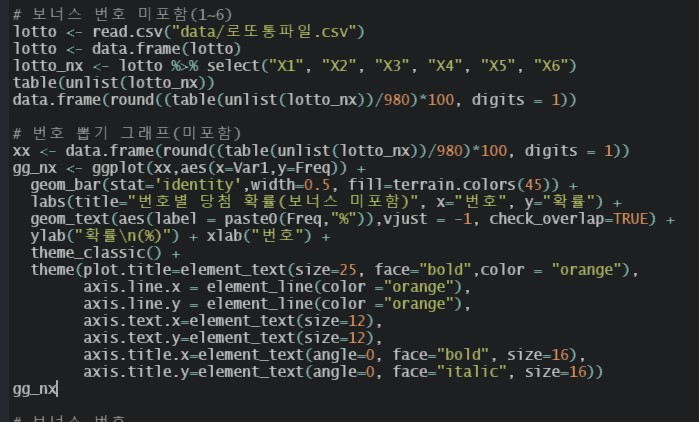 # 보너스 번호 미포함(1~6)
lotto <- read.csv("data/로또통파일.csv")
lotto <- data.frame(lotto)
lotto_nx <- lotto %>% select("X1", "X2", "X3", "X4", "X5", "X6")
table(unlist(lotto_nx))
data.frame(round((table(unlist(lotto_nx))/980)*100, digits = 1))
# 번호 뽑기 그래프(미포함)
xx <- data.frame(round((table(unlist(lotto_nx))/980)*100, digits = 1))
gg_nx <- ggplot(xx,aes(x=Var1,y=Freq)) +
  geom_bar(stat='identity',width=0.5, fill=terrain.colors(45)) +
  labs(title="번호별 당첨 확률(보너스 미포함)", x="번호", y="확률") +
  geom_text(aes(label = paste0(Freq,"%")),vjust = -1, check_overlap=TRUE) +
  ylab("확률\n(%)") + xlab("번호") +
  theme_classic() +
  theme(plot.title=element_text(size=25, face="bold",color = "orange"),
        axis.line.x = element_line(color ="orange"),
        axis.line.y = element_line(color ="orange"),
        axis.text.x=element_text(size=12),
        axis.text.y=element_text(size=12),
        axis.title.x=element_text(angle=0, face="bold", size=16),
        axis.title.y=element_text(angle=0, face="italic", size=16))
gg_nx
# 보너스 번호